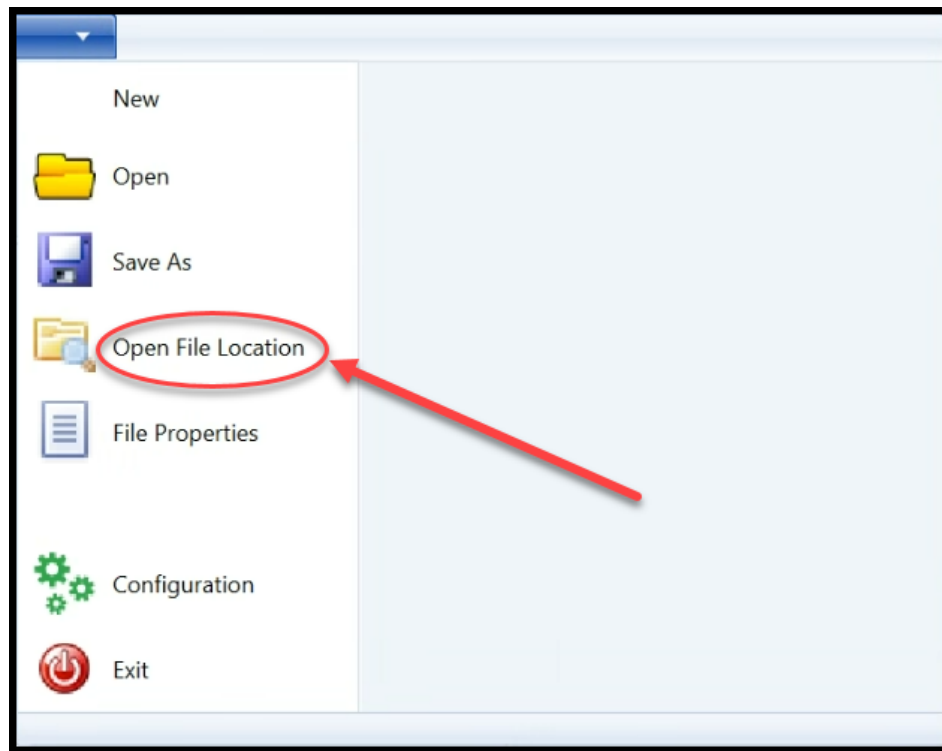 New
Open
Save As
Open File Location
File Properties
Configuration
Exit